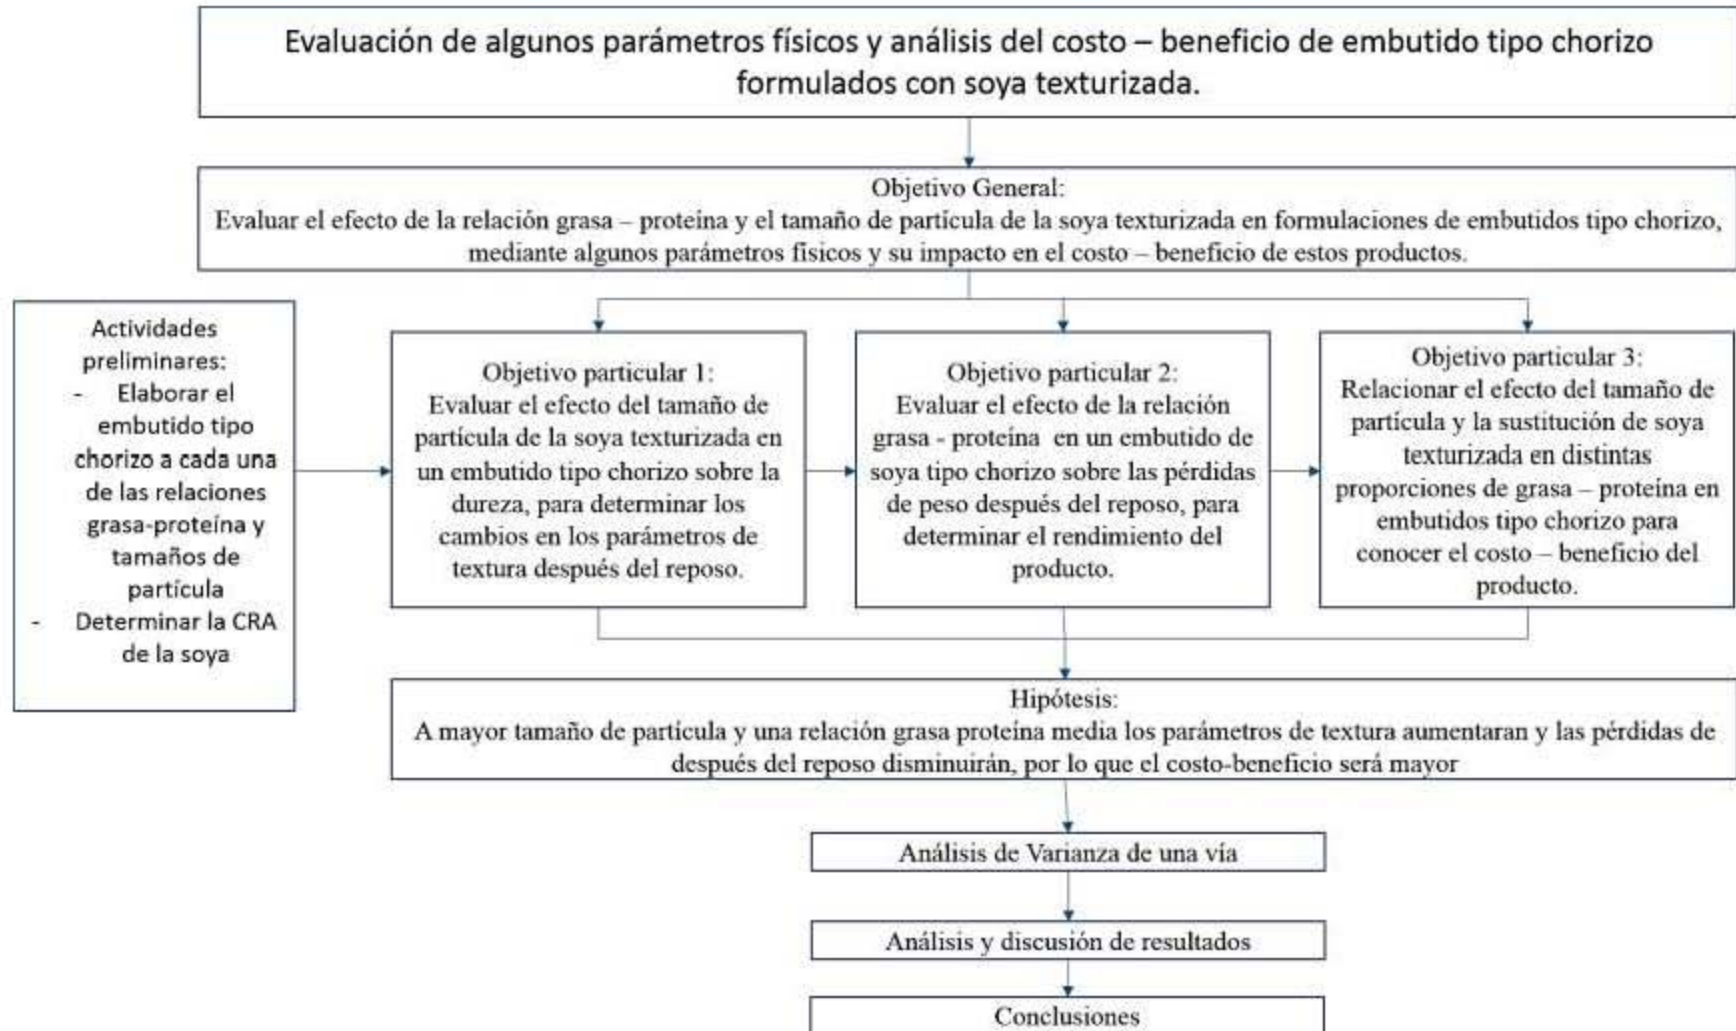 Evaluación de algunos parámetros físicos y análisis del costo – beneficio de embutido tipo chorizo
formulados con soya texturizada.
Objetivo General:
Evaluar el efecto de la relación grasa – proteína y el tamaño de partícula de la soya texturizada en formulaciones de embutidos tipo chorizo,
mediante algunos parámetros físicos y su impacto en el costo – beneficio de estos productos.
Actividades
preliminares:
- Elaborar el
embutido tipo
chorizo a cada una
de las relaciones
grasa-proteína y
tamaños de
partícula
- Determinar la CRA
de la soya
Objetivo particular 1:
Evaluar el efecto del tamaño de
partícula de la soya texturizada en
un embutido tipo chorizo sobre la
dureza, para determinar los
cambios en los parámetros de
textura después del reposo.
Objetivo particular 2:
Evaluar el efecto de la relación
grasa - proteína en un embutido de
soya tipo chorizo sobre las pérdidas
de peso después del reposo, para
determinar el rendimiento del
producto.
Objetivo particular 3:
Relacionar el efecto del tamaño de
partícula y la sustitución de soya
texturizada en distintas
proporciones de grasa – proteína en
embutidos tipo chorizo para
conocer el costo – beneficio del
producto.
Hipótesis:
A mayor tamaño de partícula y una relación grasa proteína media los parámetros de textura aumentaran y las pérdidas de
después del reposo disminuirán, por lo que el costo-beneficio será mayor
Análisis de Varianza de una vía
Análisis y discusión de resultados
Conclusiones